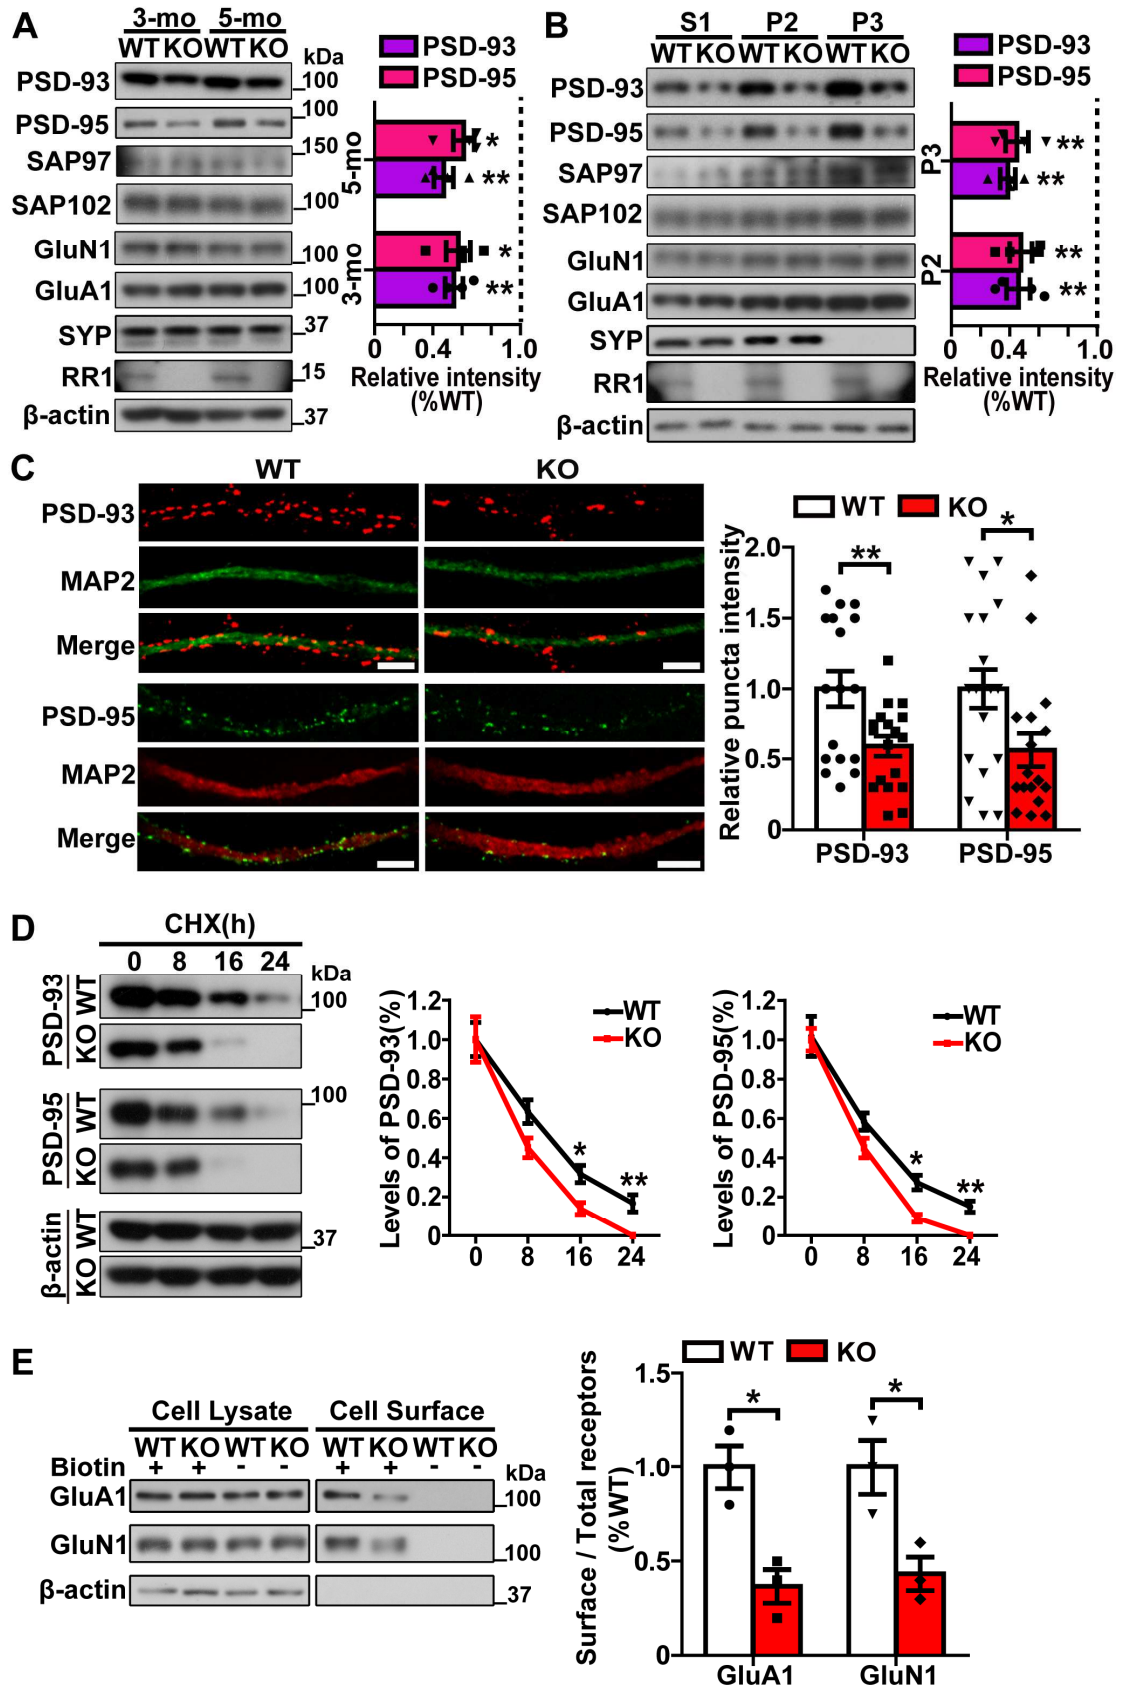 A
3-mo 5-mo
WT KO WT KO
kDa
PSD-93
100
PSD-95
100
SAP97
150
SAP102
100
GluN1
100
GluA1
100
SYP
37
RR1
15
β-actin
37
PSD-93
PSD-95
5-mo
*
**
3-mo
*
**
0 0.4 1.0
Relative intensity
(%WT)
B
S1 P2 P3
WT KO WT KO WT KO
PSD-93
PSD-95
SAP97
SAP102
GluN1
GluA1
SYP
RR1
β-actin
PSD-93
PSD-95
P3
**
**
P2
**
**
0 0.4 1.0
Relative intensity
(%WT)
C
WT KO
PSD-93
MAP2
Merge
PSD-95
MAP2
Merge
WT KO
Relative puncta intensity
2.0
1.5
1.0
0.5
0
**
*
PSD-93 PSD-95
D
CHX(h)
0 8 16 24
kDa
PSD-93
WT
KO
100
PSD-95
WT
KO
100
β-actin
WT
KO
37
Levels of PSD-93(%)
1.2
1.0
0.8
0.6
0.4
0.2
0
WT
KO
*
**
0 8 16 24
Levels of PSD-95(%)
1.2
1.0
0.8
0.6
0.4
0.2
0
WT
KO
*
**
0 8 16 24
E
Cell Lysate Cell Surface
WT KO WT KO WT KO WT KO
Biotin + + - - + + - -
kDa
GluA1
100
GluN1
100
β-actin
37
WT KO
Surface / Total receptors
(%WT)
1.5
1.0
0.5
0
*
*
GluA1 GluN1